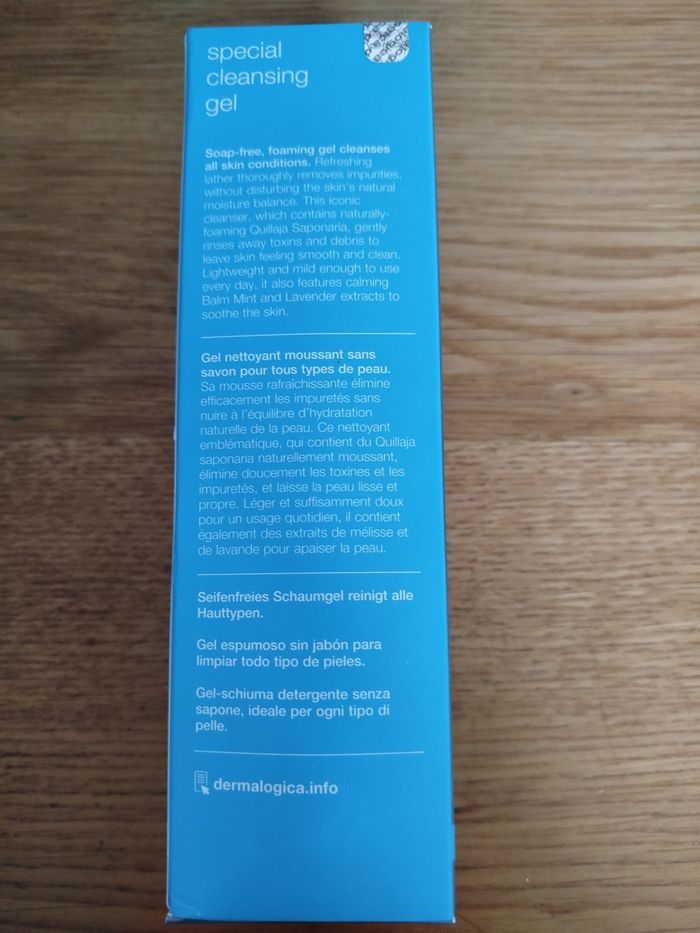 special
cleansing
gel
Soap-free, foaming gel cleanses
all skin conditions. Refreshing
lather thoroughly removes impurities,
without disturbing the skin's natural
moisture balance. This iconic
cleanser, which contains naturally-
foaming Quillaja Saponaria, gently
rinses away toxins and debris to
leave skin feeling smooth and clean.
Lightweight and mild enough to use
every day, it also features calming
Balm Mint and Lavender extracts to
soothe the skin.
Gel nettoyant moussant sans
savon pour tous types de peau.
Sa mousse rafraîchissante élimine
efficacement les impuretés sans
nuire à l'équilibre d'hydratation
naturelle de la peau. Ce nettoyant
emblématique, qui contient du Quillaja
saponaria naturellement moussant,
élimine doucement les toxines et les
impuretés, et laisse la peau lisse et
propre. Léger et suffisamment doux
pour un usage quotidien, il contient
également des extraits de mélisse et
de lavande pour apaiser la peau.
Seifenfreies Schaumgel reinigt alle
Hauttypen.
Gel espumoso sin jabón para
limpiar todo tipo de pieles.
Gel-schiuma detergente senza
sapone, ideale per ogni tipo di
pelle.
dermalogica.info